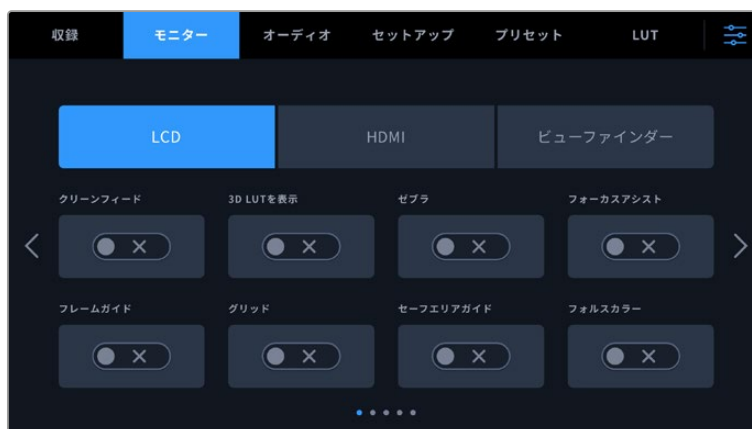 収録 モニター オーディオ セットアップ プリセット LUT
LCD HDMI ビューファインダー
クリーンフィード 3D LUTを表示 ゼブラ フォーカスアシスト
フレームガイド グリッド セーフエリアガイド フォルスカラー